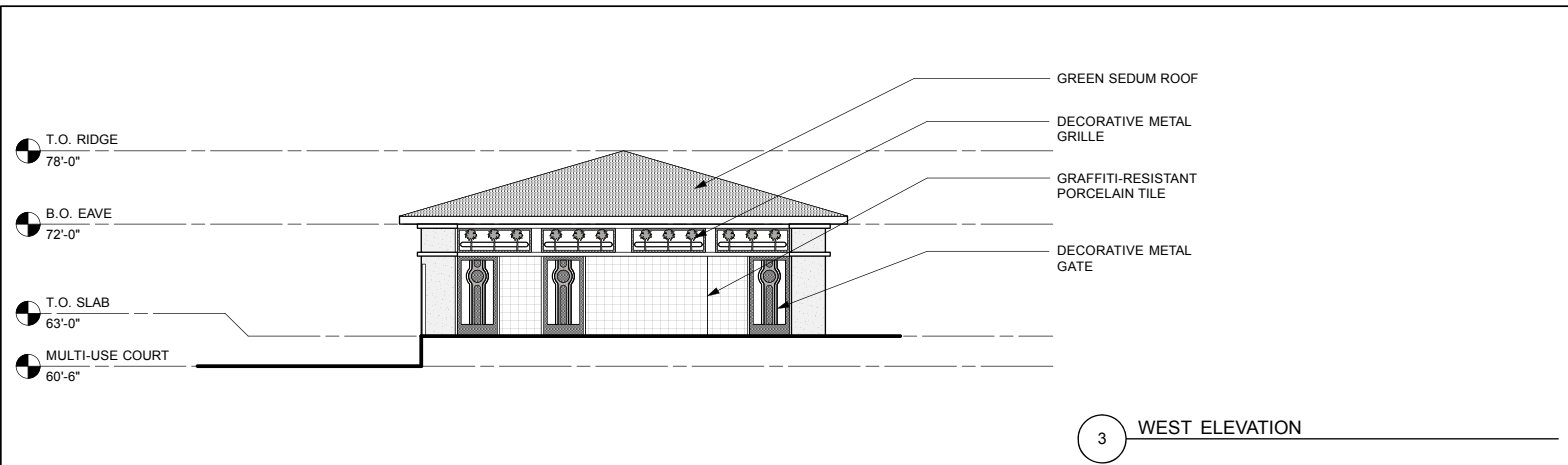 GREEN SEDUM ROOF
DECORATIVE METAL
GRILLE
GRAFFITI-RESISTANT
PORCELAIN TILE
DECORATIVE METAL
GATE
T.O. RIDGE
78'-0"
B.O. EAVE
72'-0"
T.O. SLAB
63'-0"
MULTI-USE COURT
60'-6"
3 WEST ELEVATION